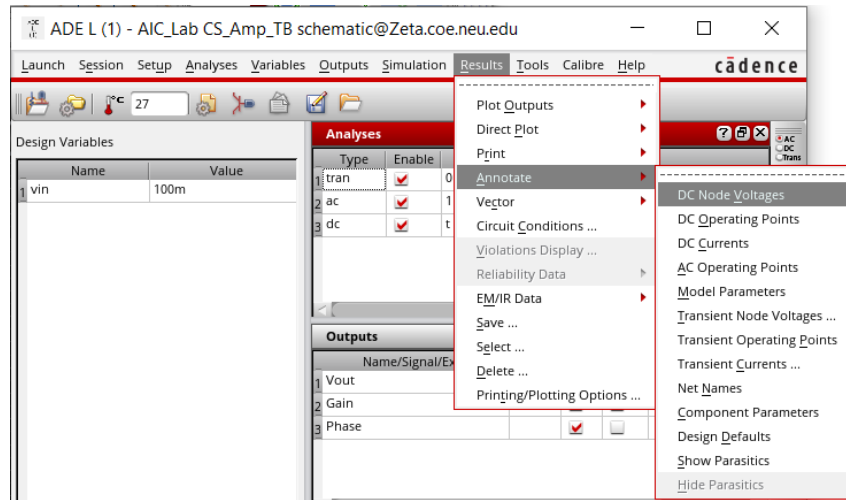 ADE L (1) - AIC_Lab CS_Amp_TB schematic@Zeta.coe.neu.edu
Launch Session Setup Analyses Variables Outputs Simulation Results Tools Calibre Help cādence
°C 27
Design Variables
Name Value
1 vin 100m
Analyses
AC
DC
Trans
Type Enable
1 tran 0
2 ac 1
3 dc t
Outputs
Name/Signal/Ex
1 Vout
2 Gain
3 Phase
Plot Outputs
Direct Plot
Print
Annotate
Vector
Circuit Conditions ...
Violations Display ...
Reliability Data
EM/IR Data
Save ...
Select ...
Delete ...
Printing/Plotting Options ...
DC Node Voltages
DC Operating Points
DC Currents
AC Operating Points
Model Parameters
Transient Node Voltages ...
Transient Operating Points
Transient Currents ...
Net Names
Component Parameters
Design Defaults
Show Parasitics
Hide Parasitics